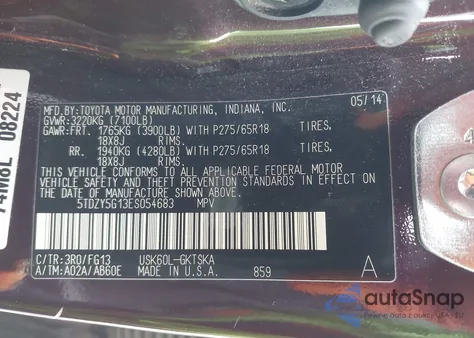 74M8L 08224
MFD.BY:TOYOTA MOTOR MANUFACTURING, INDIANA, INC. 05/14
GVWR:3220KG (7100LB)
GAWR:FRT. 1765KG (3900LB) WITH P275/65R18 TIRES.
18X8J RIMS.
RR. 1940KG (4280LB) WITH P275/65R18 TIRES.
18X8J RIMS.
THIS VEHICLE CONFORMS TO ALL APPLICABLE FEDERAL MOTOR
VEHICLE SAFETY AND THEFT PREVENTION STANDARDS IN EFFECT ON
THE DATE OF MANUFACTURE SHOWN ABOVE.
5TDZY5G13ES054683 MPV
C/TR:3R0/FG13 USK60L-GKTSKA
A/TM:A02A/AB60E MADE IN U.S.A. 859 A
autoSnap